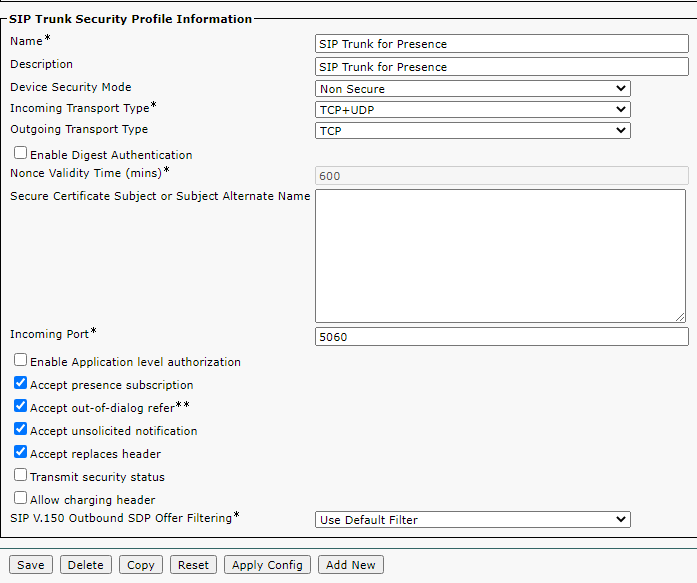 SIP Trunk Security Profile Information
Name* SIP Trunk for Presence
Description SIP Trunk for Presence
Device Security Mode Non Secure
Incoming Transport Type* TCP+UDP
Outgoing Transport Type TCP
Enable Digest Authentication
Nonce Validity Time (mins)* 600
Secure Certificate Subject or Subject Alternate Name
Incoming Port* 5060
Enable Application level authorization
Accept presence subscription
Accept out-of-dialog refer**
Accept unsolicited notification
Accept replaces header
Transmit security status
Allow charging header
SIP V.150 Outbound SDP Offer Filtering* Use Default Filter
Save Delete Copy Reset Apply Config Add New